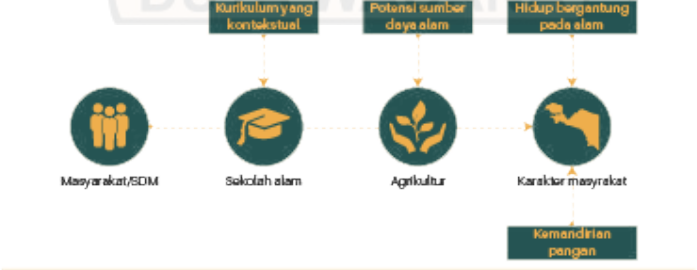 Kurikulum yang
kontekstual
Potensi sumber
daya alam
Hidup bergantung
pada alam
Masyarakat/SDM
Sekolah alam
Agrikultur
Karakter masyrakat
Kemandirian
pangan